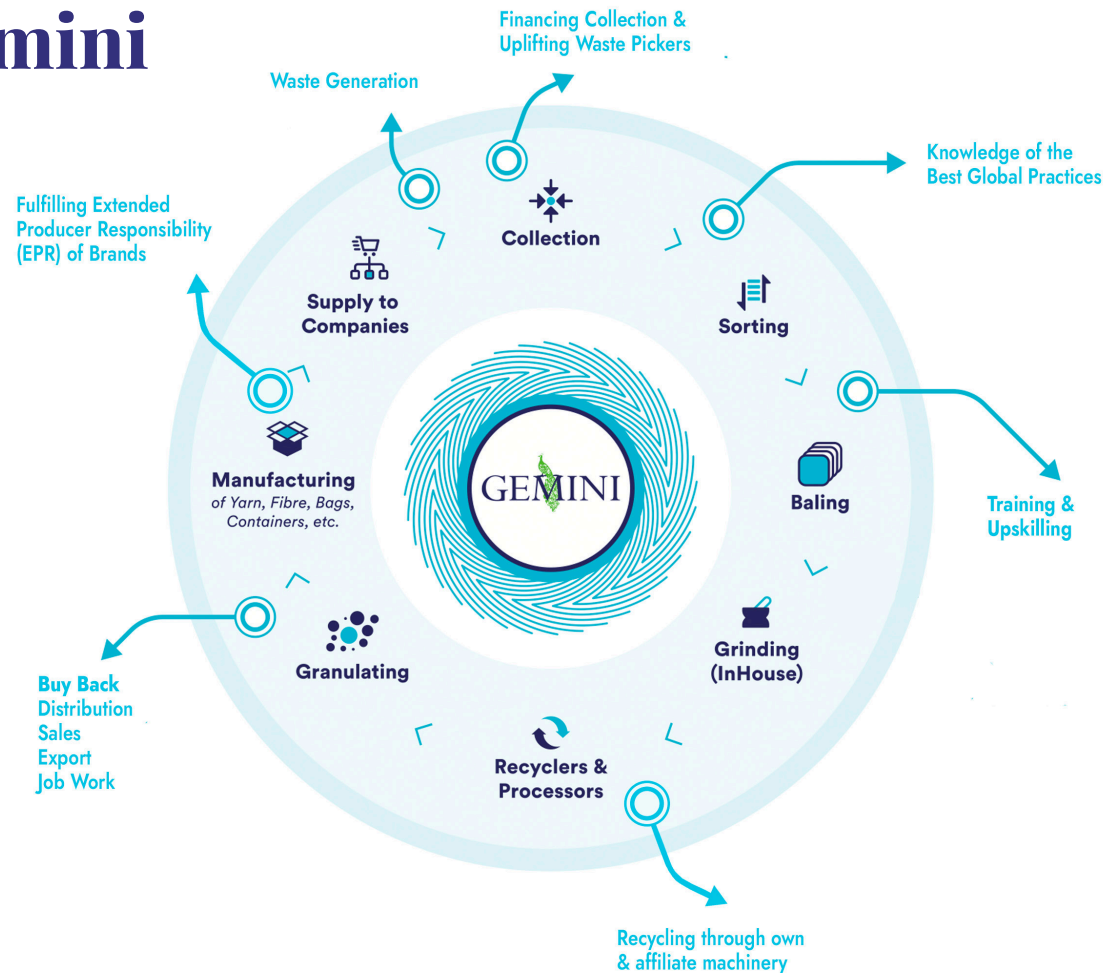 mini
Financing Collection &
Uplifting Waste Pickers
Waste Generation
Knowledge of the
Best Global Practices
Fulfilling Extended
Producer Responsibility
(EPR) of Brands
Collection
Supply to
Companies
Sorting
GEMINI
Manufacturing
of Yarn, Fibre, Bags,
Containers, etc.
Baling
Training &
Upskilling
Granulating
Grinding
(InHouse)
Buy Back
Distribution
Sales
Export
Job Work
Recyclers &
Processors
Recycling through own
& affiliate machinery